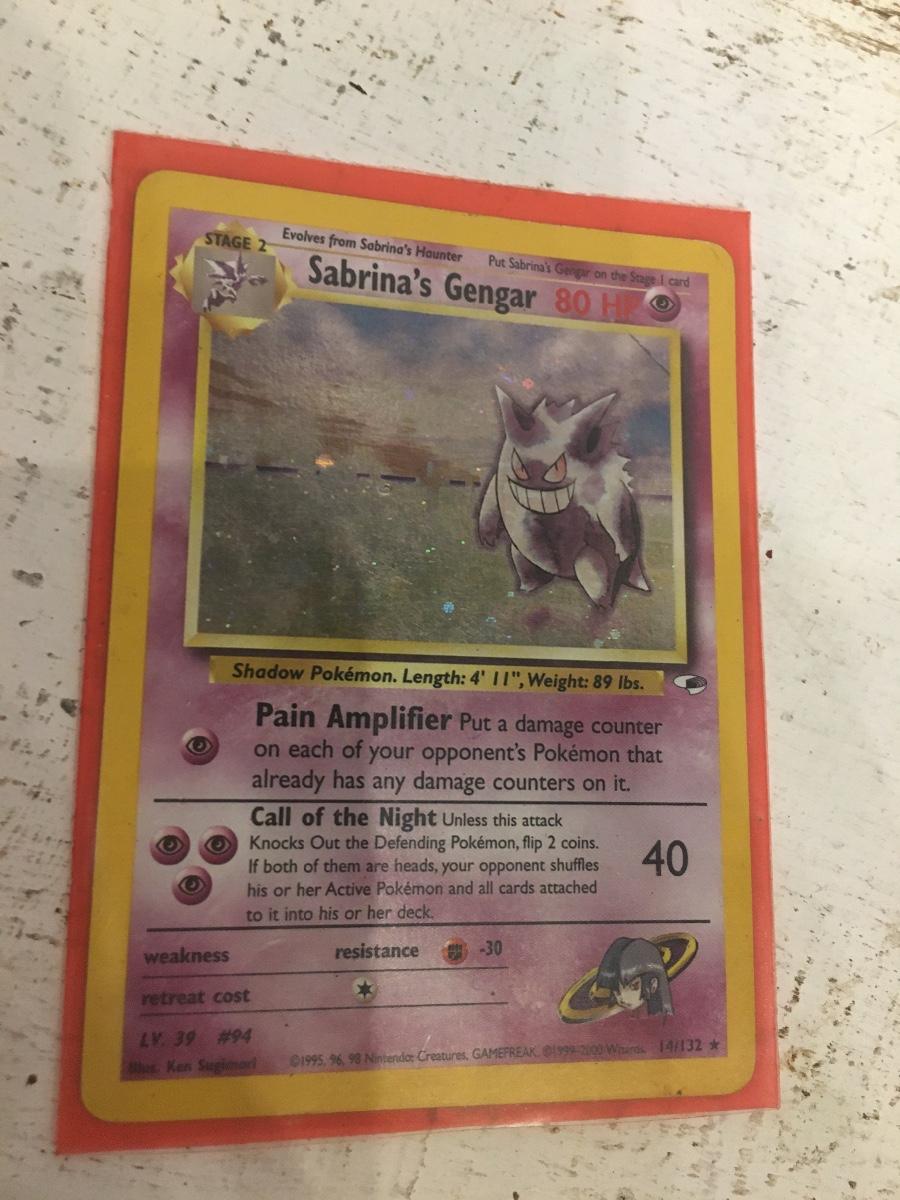 STAGE 2
Evolves from Sabrina's Haunter
Put Sabrina's Gengar on the Stage 1 card
Sabrina's Gengar 80 HP
Shadow Pokémon. Length: 4' 11", Weight: 89 lbs.
Pain Amplifier Put a damage counter
on each of your opponent's Pokémon that
already has any damage counters on it.
Call of the Night Unless this attack
Knocks Out the Defending Pokémon, flip 2 coins.
If both of them are heads, your opponent shuffles
his or her Active Pokémon and all cards attached
to it into his or her deck.
40
weakness
resistance -30
retreat cost
LV. 39 #94
Illus. Ken Sugimori
©1995, 96, 98 Nintendo, Creatures, GAMEFREAK. ©1999-2000 Wizards. 14/132 ★